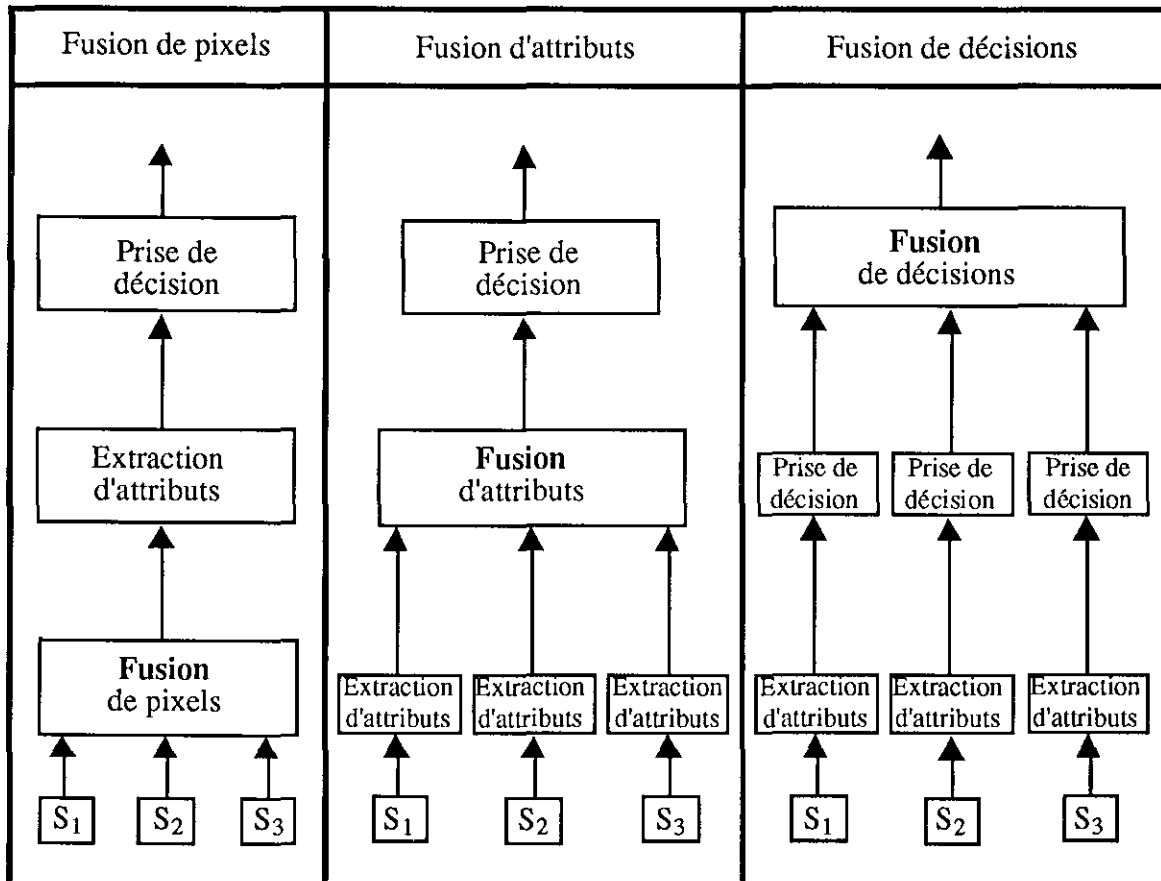 Fusion de pixels
Fusion d'attributs
Fusion de décisions
Prise de
décision
Extraction
d'attributs
Fusion
de pixels
S1
S2
S3
Prise de
décision
Fusion
d'attributs
Extraction
d'attributs
Extraction
d'attributs
Extraction
d'attributs
S1
S2
S3
Fusion
de décisions
Prise de
décision
Prise de
décision
Prise de
décision
Extraction
d'attributs
Extraction
d'attributs
Extraction
d'attributs
S1
S2
S3